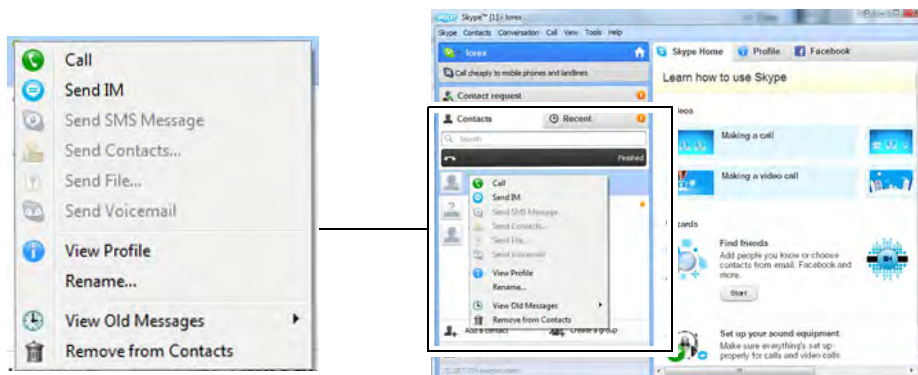 Call
Send IM
Send SMS Message
Send Contacts...
Send File...
Send Voicemail
View Profile
Rename...
View Old Messages
Remove from Contacts
Skype™ [1] - lorex
Skype Contacts Conversation Call View Tools Help
lorex
Call cheaply to mobile phones and landlines
Contact request
Contacts Recent
Search
Finished
Call
Send IM
Send SMS Message
Send Contacts...
Send File...
Send Voicemail
View Profile
Rename...
View Old Messages
Remove from Contacts
Add a contact Create a group
Skype Home Profile Facebook
Learn how to use Skype
Making a call
Making a video call
Find friends
Add people you know or choose
contacts from email, Facebook and
more.
Start
Set up your sound equipment
Make sure everything's set up
properly for calls and video calls.